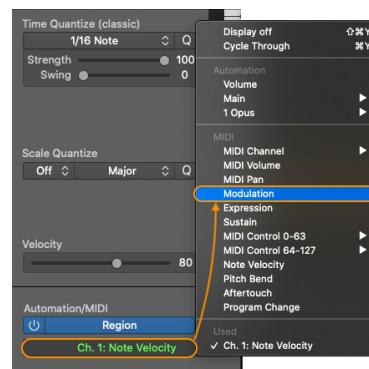 Time Quantize (classic)
1/16 Note Q
Strength 100
Swing 0
Scale Quantize
Off Major Q
Velocity
80
Automation/MIDI
Region
Ch. 1: Note Velocity
Display off ⇧⌘Y
Cycle Through ⌘Y
Automation
Volume
Main
1 Opus
MIDI
MIDI Channel
MIDI Volume
MIDI Pan
Modulation
Expression
Sustain
MIDI Control 0-63
MIDI Control 64-127
Note Velocity
Pitch Bend
Aftertouch
Program Change
Used
✓ Ch. 1: Note Velocity